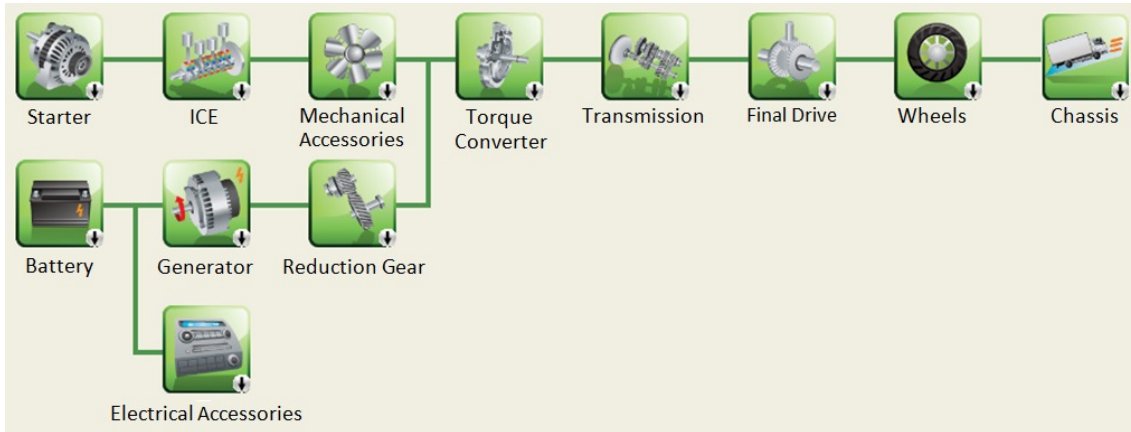 Starter
ICE
Mechanical
Accessories
Torque
Converter
Transmission
Final Drive
Wheels
Chassis
Battery
Generator
Reduction Gear
Electrical Accessories